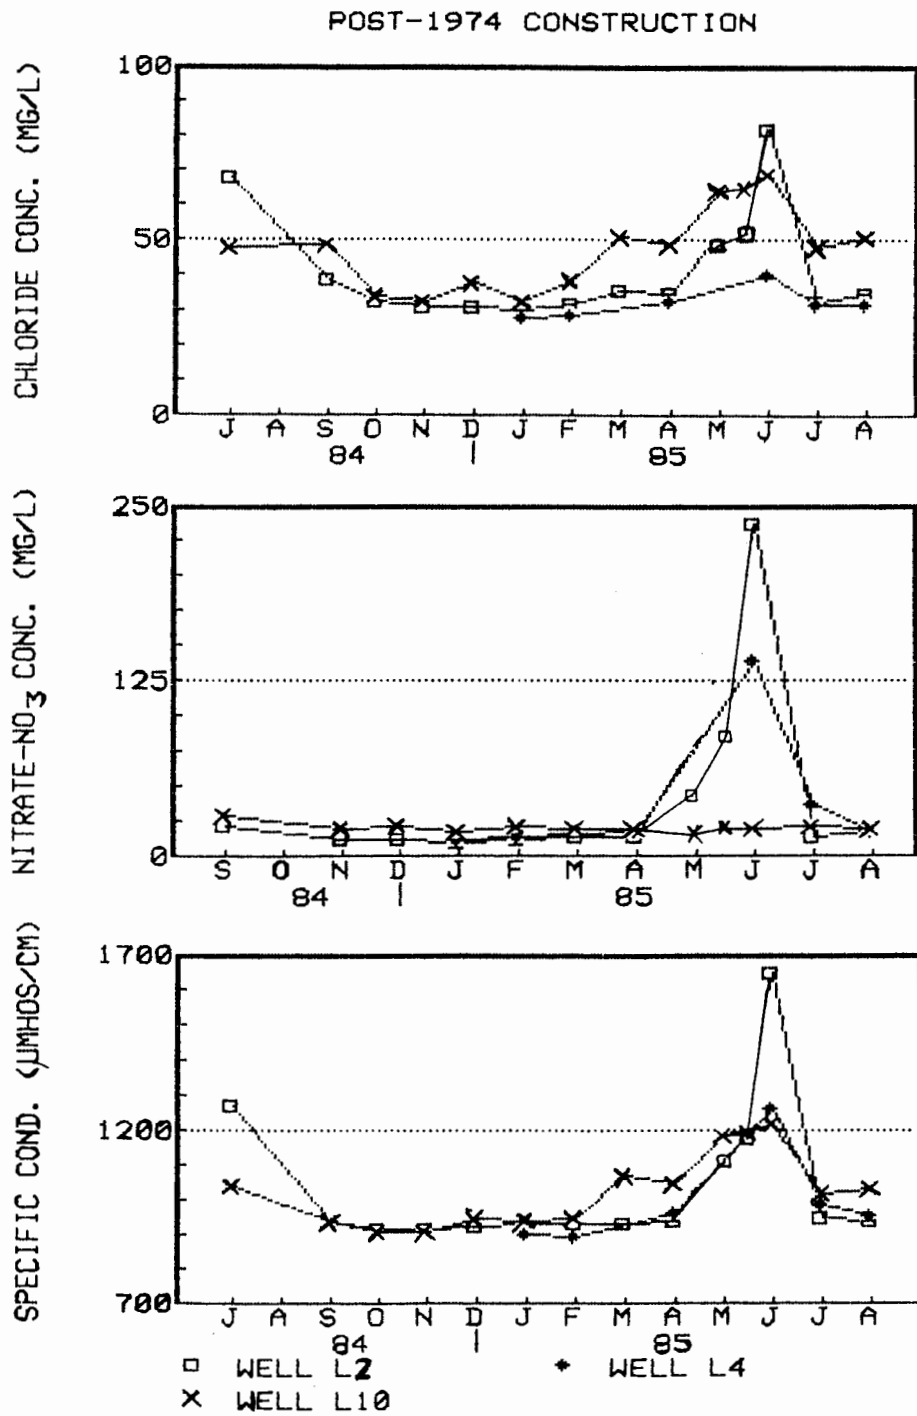 POST-1974 CONSTRUCTION
CHLORIDE CONC. (MG/L)
100
50
0
J A S O N D J F M A M J J A
84 85
NITRATE-NO3 CONC. (MG/L)
250
125
0
S O N D J F M A M J J A
84 85
SPECIFIC COND. (µMHOS/CM)
1700
1200
700
J A S O N D J F M A M J J A
84 85
WELL L2 WELL L4
WELL L10